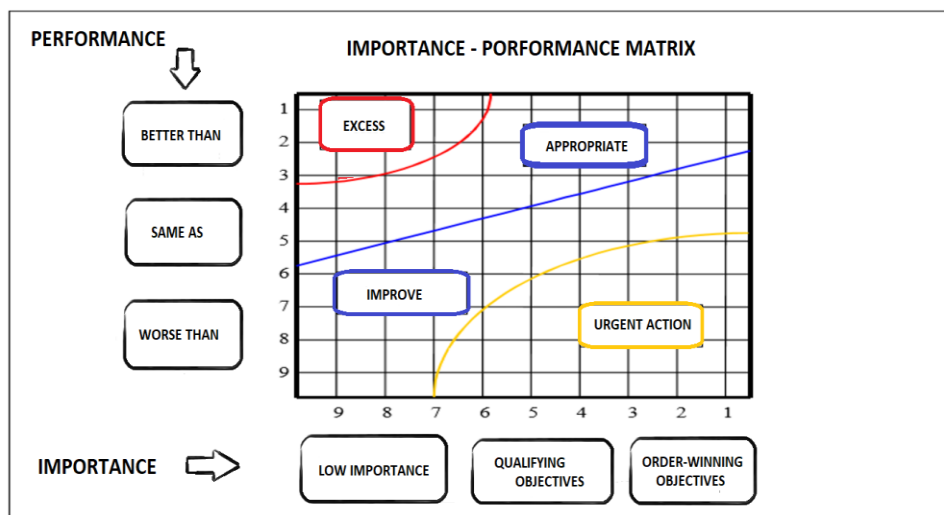 PERFORMANCE
IMPORTANCE - PORFORMANCE MATRIX
BETTER THAN
SAME AS
WORSE THAN
1
2
3
4
5
6
7
8
9
EXCESS
APPROPRIATE
IMPROVE
URGENT ACTION
9 8 7 6 5 4 3 2 1
IMPORTANCE
LOW IMPORTANCE
QUALIFYING
OBJECTIVES
ORDER-WINNING
OBJECTIVES